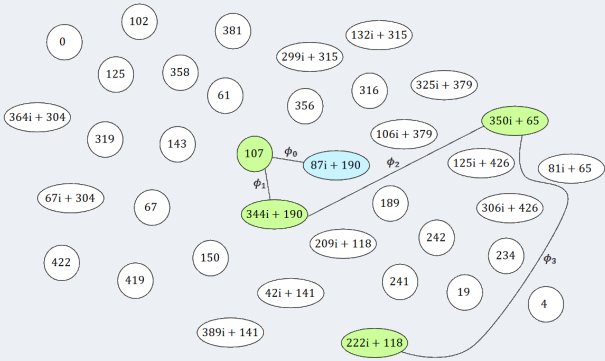 102
381
0
132i + 315
299i + 315
125
358
325i + 379
316
61
356
364i + 304
350i + 65
319
143
106i + 379
107
ϕ₀
87i + 190
ϕ₂
125i + 426
81i + 65
ϕ₁
67i + 304
67
344i + 190
189
306i + 426
209i + 118
242
234
422
150
419
241
ϕ₃
42i + 141
19
4
389i + 141
222i + 118